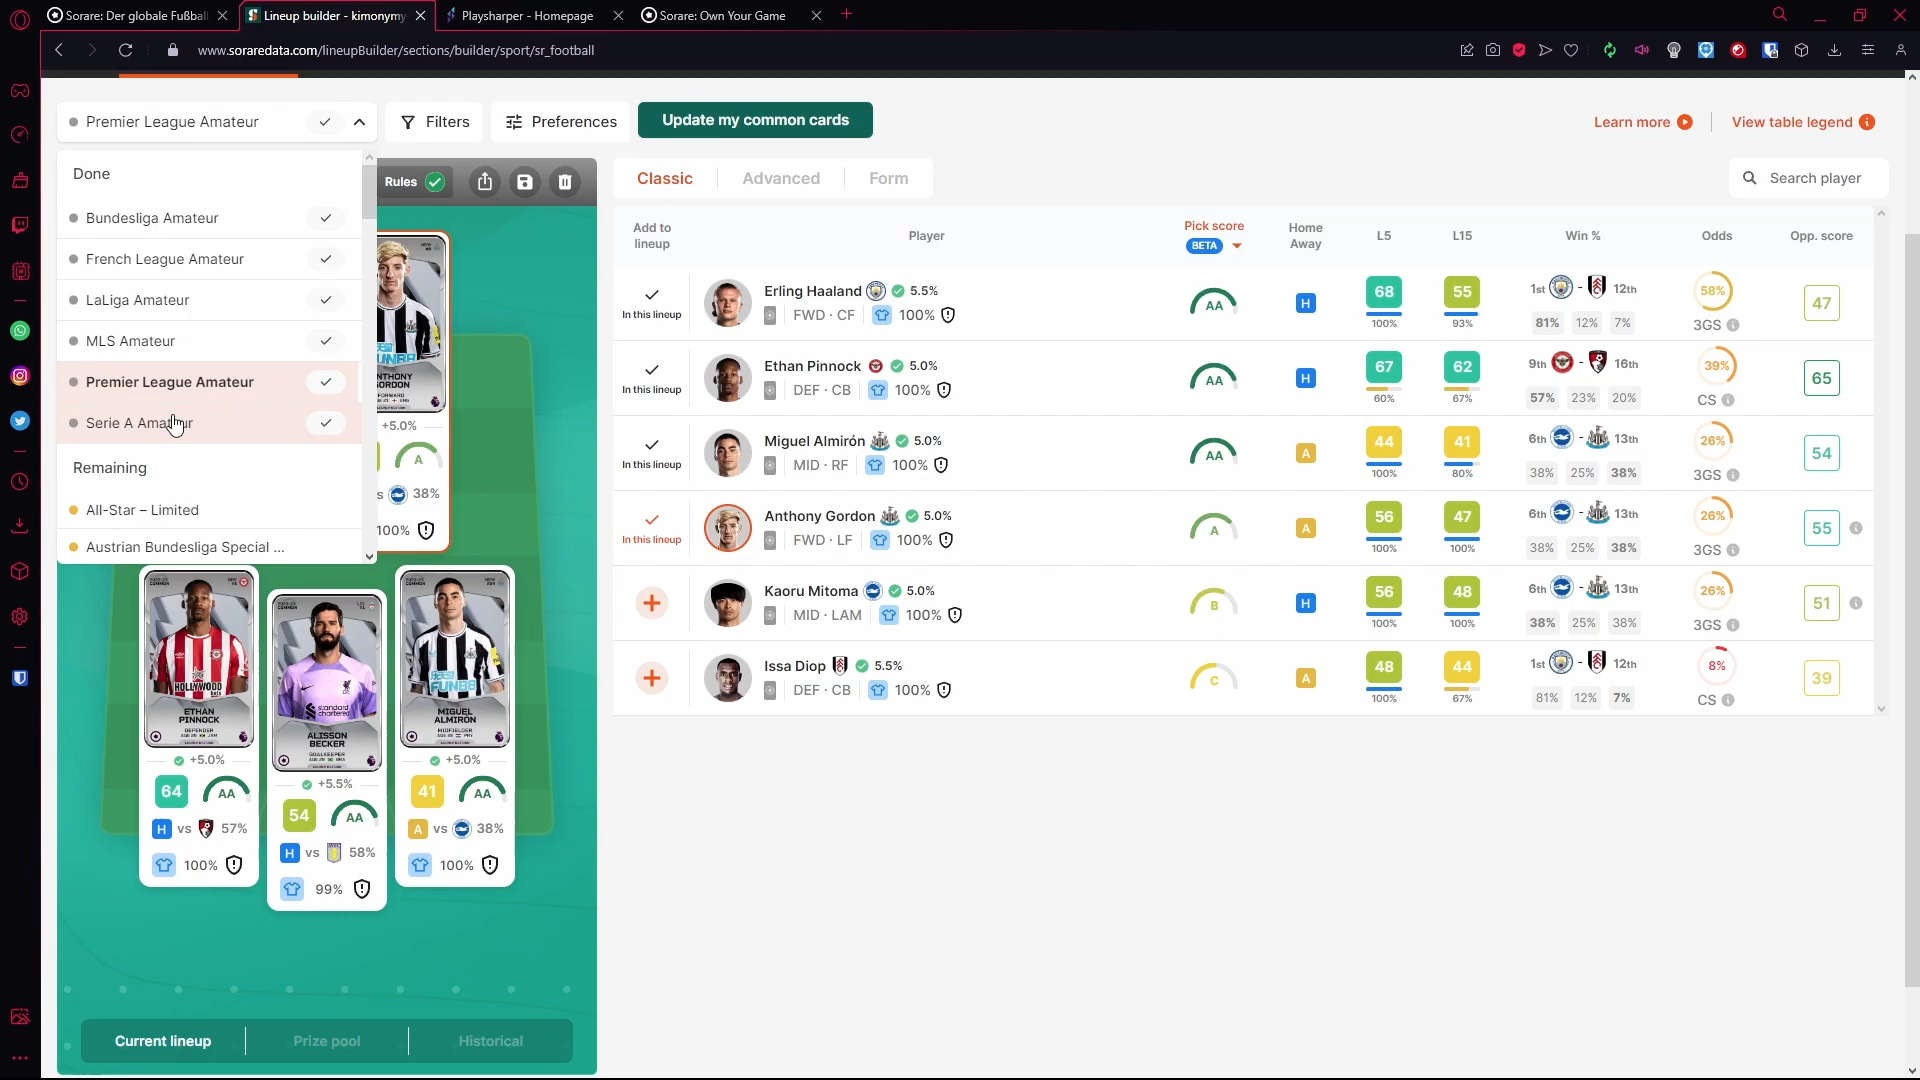 Sorare: Der globale Fußball
Lineup builder - kimonymy
Playsharper - Homepage
Sorare: Own Your Game
www.soraredata.com/lineupBuilder/sections/builder/sport/sr_football
Premier League Amateur
Filters
Preferences
Update my common cards
Learn more
View table legend
Done
Bundesliga Amateur
French League Amateur
LaLiga Amateur
MLS Amateur
Premier League Amateur
Serie A Amateur
Remaining
All-Star – Limited
Austrian Bundesliga Special ...
Rules
ANTHONY
GORDON
FORWARD
+5.0%
A
vs 38%
100%
ETHAN
PINNOCK
DEFENDER
+5.0%
64 AA
H vs 57%
100%
ALISSON
BECKER
GOALKEEPER
+5.5%
54 AA
H vs 58%
99%
MIGUEL
ALMIRÓN
MIDFIELDER
+5.0%
41 AA
A vs 38%
100%
Current lineup
Prize pool
Historical
Classic
Advanced
Form
Search player
Add to lineup
Player
Pick score
BETA
Home Away
L5
L15
Win %
Odds
Opp. score
In this lineup
Erling Haaland 5.5%
FWD · CF 100%
AA
H
68 100%
55 93%
1st - 12th
81% 12% 7%
58%
3GS
47
In this lineup
Ethan Pinnock 5.0%
DEF · CB 100%
AA
H
67 60%
62 67%
9th - 16th
57% 23% 20%
39%
CS
65
In this lineup
Miguel Almirón 5.0%
MID · RF 100%
AA
A
44 100%
41 80%
6th - 13th
38% 25% 38%
26%
3GS
54
In this lineup
Anthony Gordon 5.0%
FWD · LF 100%
A
A
56 100%
47 100%
6th - 13th
38% 25% 38%
26%
3GS
55
Kaoru Mitoma 5.0%
MID · LAM 100%
B
H
56 100%
48 100%
6th - 13th
38% 25% 38%
26%
3GS
51
Issa Diop 5.5%
DEF · CB 100%
C
A
48 100%
44 67%
1st - 12th
81% 12% 7%
8%
CS
39